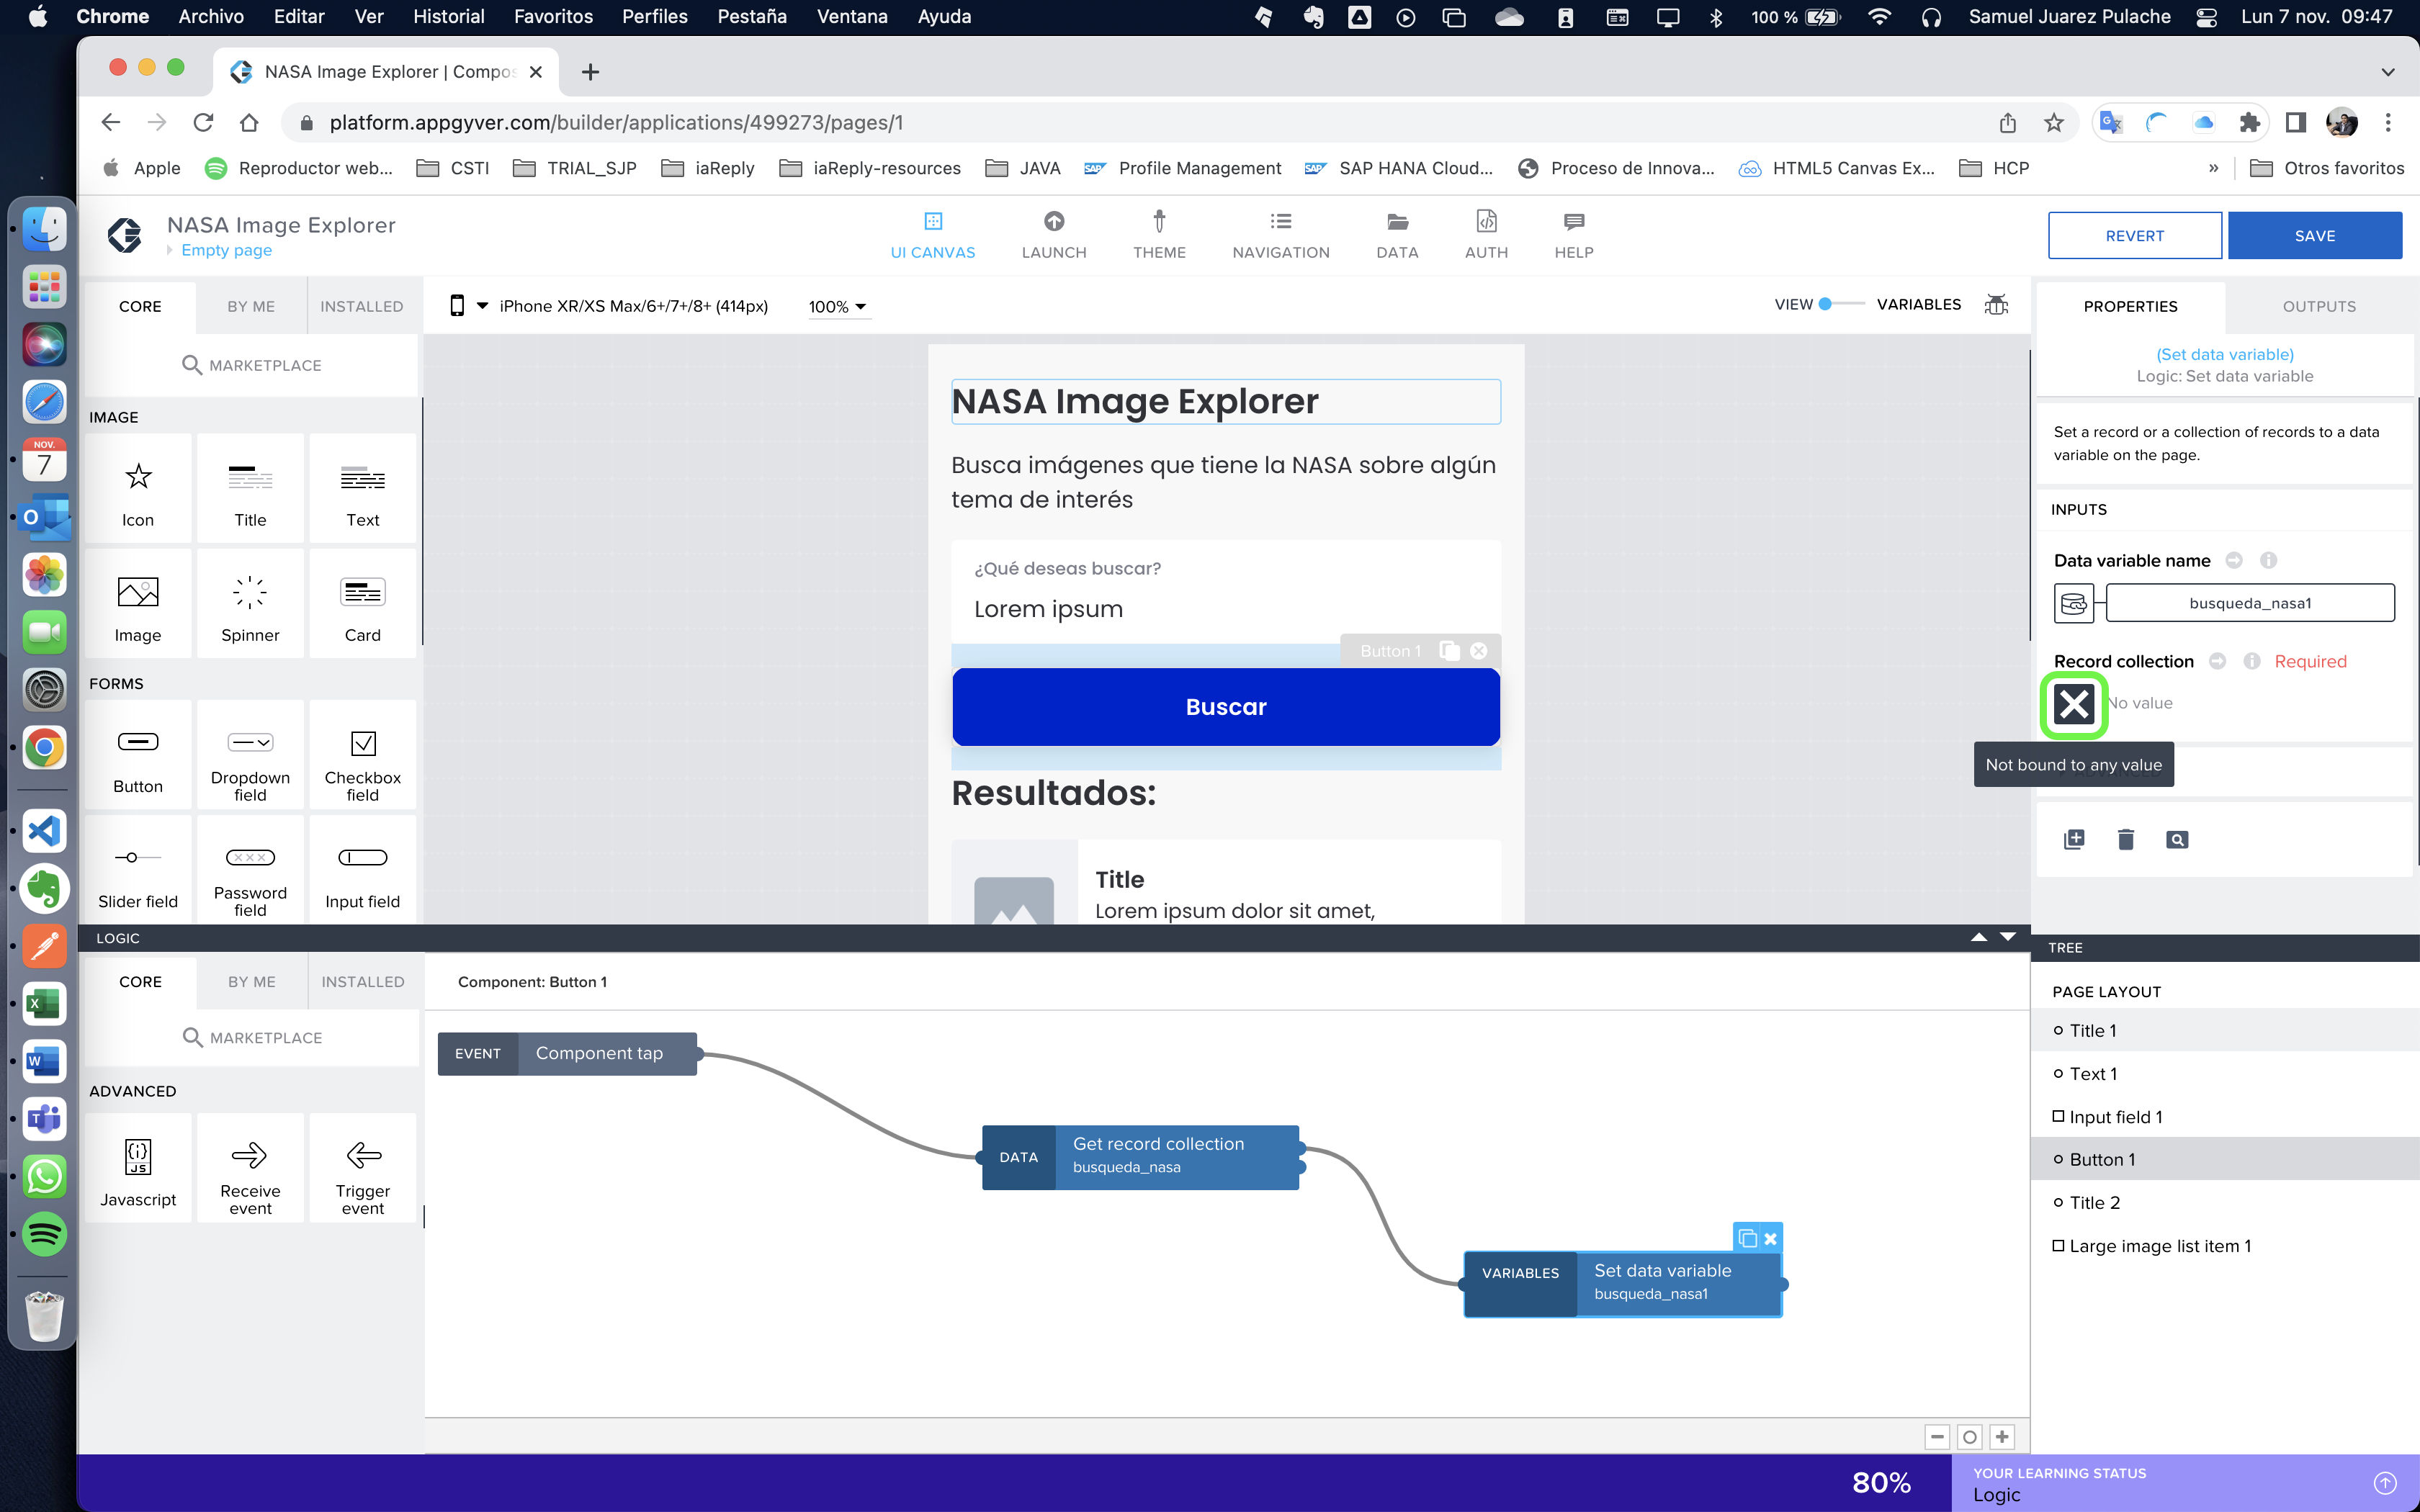 Chrome Archivo Editar Ver Historial Favoritos Perfiles Pestaña Ventana Ayuda 100 % Samuel Juarez Pulache Lun 7 nov. 09:47
NASA Image Explorer | Compos
platform.appgyver.com/builder/applications/499273/pages/1
Apple Reproductor web... CSTI TRIAL_SJP iaReply iaReply-resources JAVA Profile Management SAP HANA Cloud... Proceso de Innova... HTML5 Canvas Ex... HCP » Otros favoritos
NASA Image Explorer
Empty page
UI CANVAS LAUNCH THEME NAVIGATION DATA AUTH HELP
REVERT SAVE
CORE BY ME INSTALLED
iPhone XR/XS Max/6+/7+/8+ (414px) 100%
VIEW VARIABLES
PROPERTIES OUTPUTS
MARKETPLACE
IMAGE
Icon Title Text
Image Spinner Card
FORMS
Button Dropdown field Checkbox field
Slider field Password field Input field
NASA Image Explorer
Busca imágenes que tiene la NASA sobre algún
tema de interés
¿Qué deseas buscar?
Lorem ipsum
Button 1
Buscar
Resultados:
Title
Lorem ipsum dolor sit amet,
(Set data variable)
Logic: Set data variable
Set a record or a collection of records to a data
variable on the page.
INPUTS
Data variable name
busqueda_nasa1
Record collection Required
No value
Not bound to any value
LOGIC
CORE BY ME INSTALLED
MARKETPLACE
ADVANCED
Javascript Receive event Trigger event
Component: Button 1
EVENT Component tap
DATA Get record collection
busqueda_nasa
VARIABLES Set data variable
busqueda_nasa1
TREE
PAGE LAYOUT
Title 1
Text 1
Input field 1
Button 1
Title 2
Large image list item 1
80%
YOUR LEARNING STATUS
Logic
NOV.
7